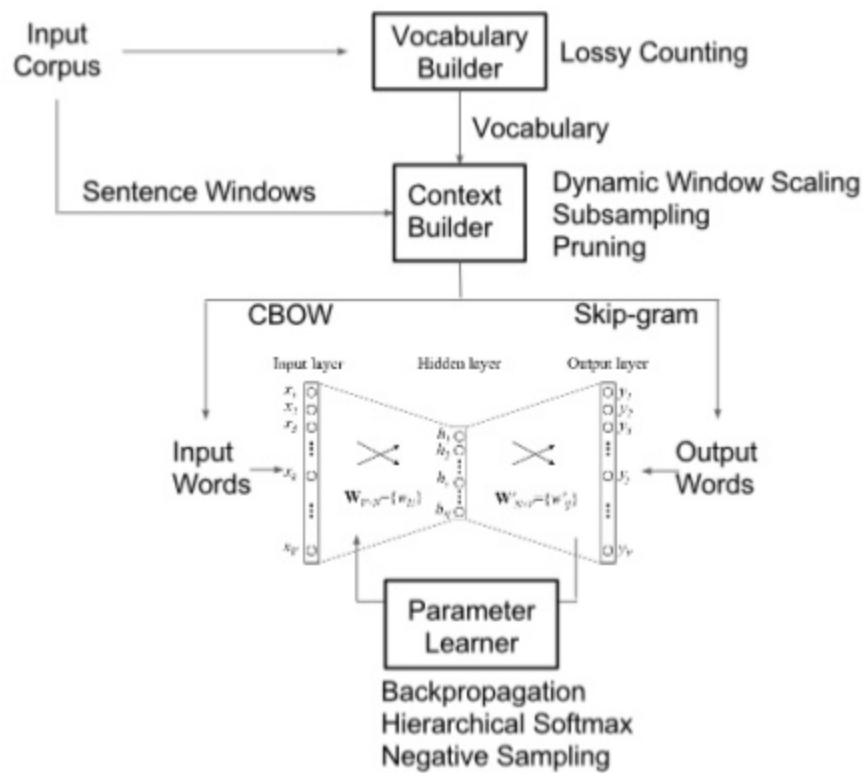 Input
Corpus
Vocabulary
Builder
Lossy Counting
Vocabulary
Sentence Windows
Context
Builder
Dynamic Window Scaling
Subsampling
Pruning
CBOW
Skip-gram
Input layer
Hidden layer
Output layer
Input
Words
Output
Words
Parameter
Learner
Backpropagation
Hierarchical Softmax
Negative Sampling